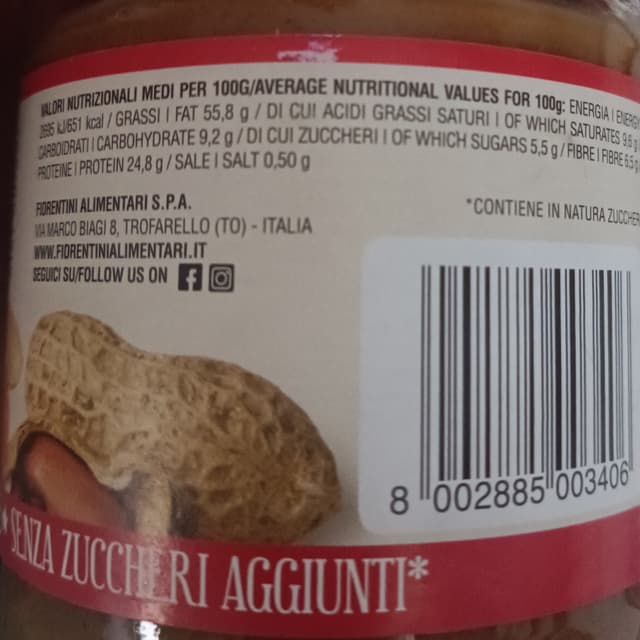 VALORI NUTRIZIONALI MEDI PER 100G/AVERAGE NUTRITIONAL VALUES FOR 100g: ENERGIA | ENERGY
2695 kJ/651 kcal / GRASSI | FAT 55,8 g / DI CUI ACIDI GRASSI SATURI | OF WHICH SATURATES 9,6 g
CARBOIDRATI | CARBOHYDRATE 9,2 g / DI CUI ZUCCHERI | OF WHICH SUGARS 5,5 g / FIBRE | FIBRE
PROTEINE | PROTEIN 24,8 g / SALE | SALT 0,50 g
FIORENTINI ALIMENTARI S.P.A.
VIA MARCO BIAGI 8, TROFARELLO (TO) - ITALIA
WWW.FIORENTINIALIMENTARI.IT
SEGUICI SU/FOLLOW US ON
*CONTIENE IN NATURA ZUCCHER
8 002885 003406
*SENZA ZUCCHERI AGGIUNTI*